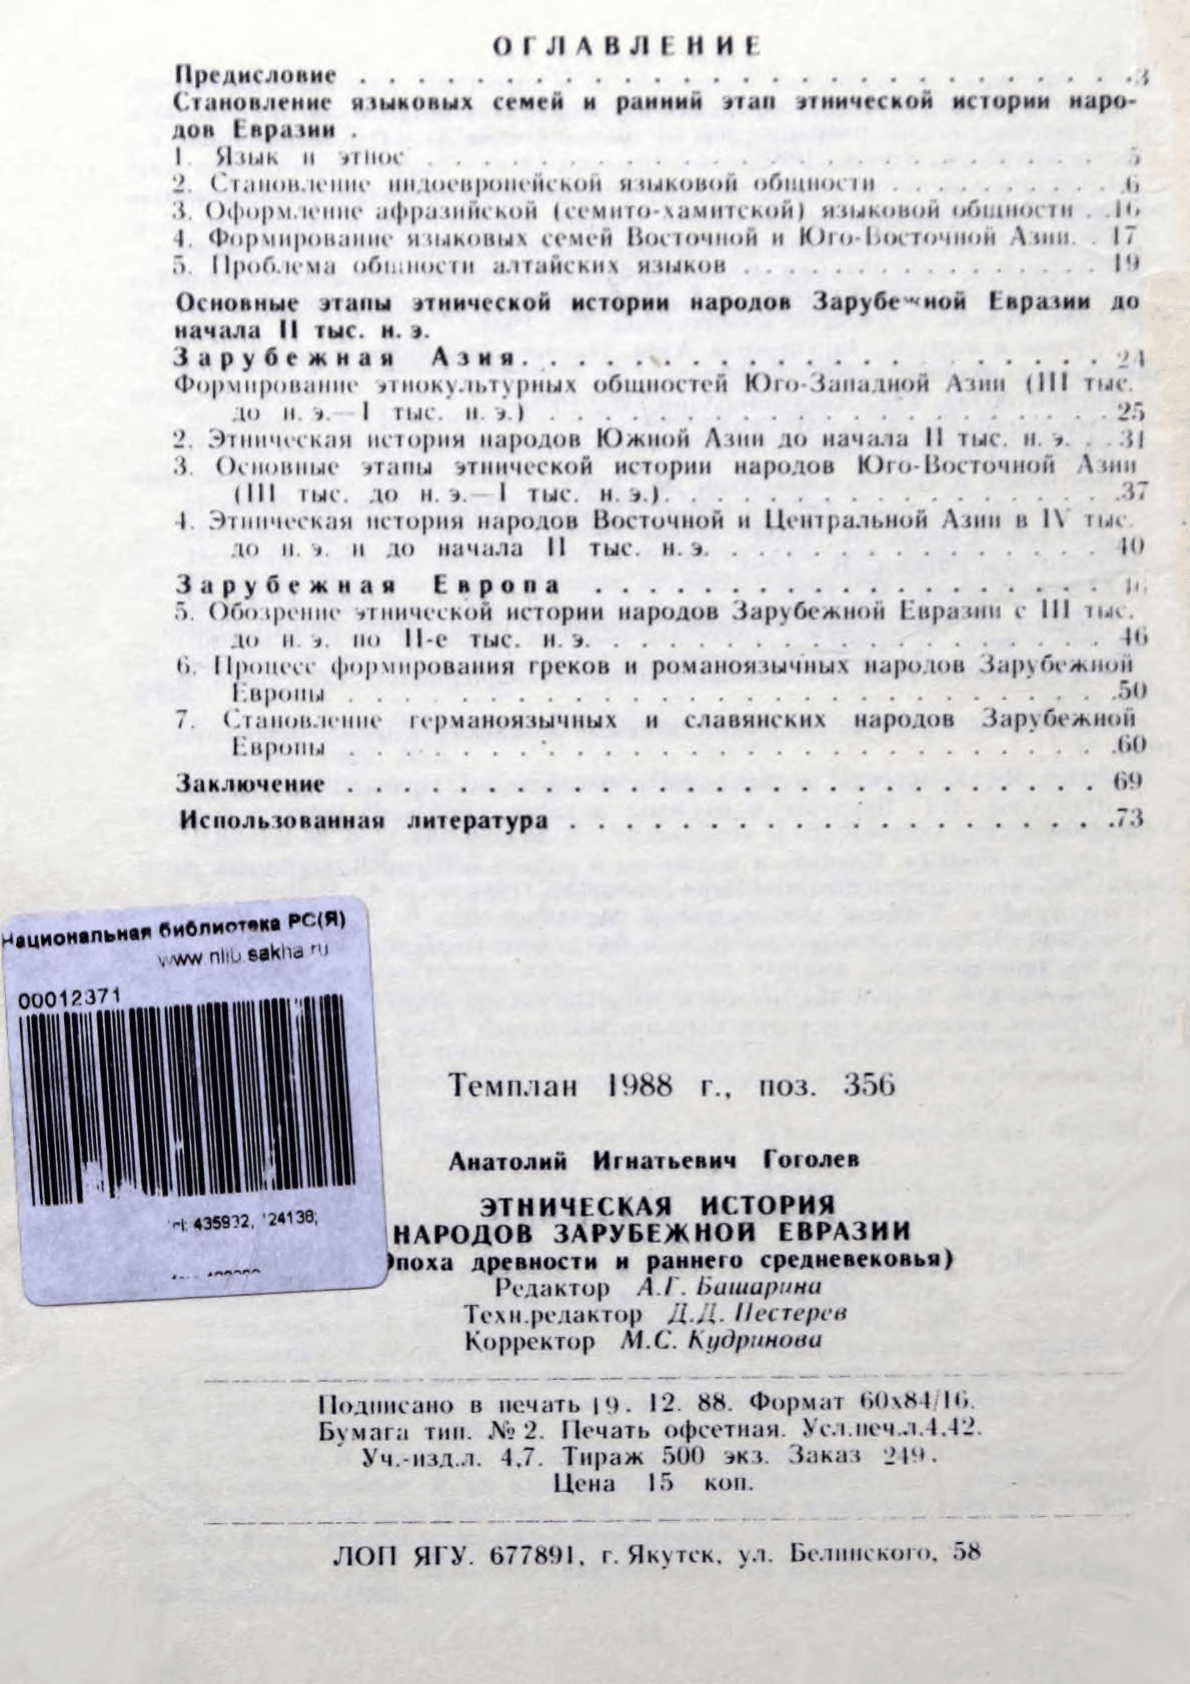 ОГЛАВЛЕНИЕ
Предисловие . . . . . . . . . . . . . . . . . . . . . . . . . . . . . .3
Становление языковых семей и ранний этап этнической истории наро-
дов Евразии .
1. Язык и этнос . . . . . . . . . . . . . . . . . . . . . . . . . . 5
2. Становление индоевропейской языковой общности . . . . . . . . . .6
3. Оформление афразийской (семито-хамитской) языковой общности . .16
4. Формирование языковых семей Восточной и Юго-Восточной Азии. . 17
5. Проблема общности алтайских языков . . . . . . . . . . . . . . 19
Основные этапы этнической истории народов Зарубежной Евразии до
начала II тыс. н. э.
Зарубежная Азия. . . . . . . . . . . . . . . . . . . . . . . 24
Формирование этнокультурных общностей Юго-Западной Азии (III тыс.
до н. э.—I тыс. н. э.) . . . . . . . . . . . . . . . . . . . . . 25
2. Этническая история народов Южной Азии до начала II тыс. н. э. . .31
3. Основные этапы этнической истории народов Юго-Восточной Азии
(III тыс. до н. э.—I тыс. н. э.). . . . . . . . . . . . . . . . . .37
4. Этническая история народов Восточной и Центральной Азии в IV тыс.
до н. э. и до начала II тыс. н. э. . . . . . . . . . . . . . . . 40
Зарубежная Европа . . . . . . . . . . . . . . . . . . . .
5. Обозрение этнической истории народов Зарубежной Евразии с III тыс.
до н. э. по II-е тыс. н. э. . . . . . . . . . . . . . . . . . . . 46
6. Процесс формирования греков и романоязычных народов Зарубежной
Европы . . . . . . . . . . . . . . . . . . . . . . . . . . . . .50
7. Становление германоязычных и славянских народов Зарубежной
Европы . . . . . . . . . . . . . . . . . . . . . . . . . . . . .60
Заключение . . . . . . . . . . . . . . . . . . . . . . . . . . . 69
Использованная литература . . . . . . . . . . . . . . . . . . .73
Национальная библиотека РС(Я)
www.nlib.sakha.ru
00012371
Темплан 1988 г., поз. 356
Анатолий Игнатьевич Гоголев
ЭТНИЧЕСКАЯ ИСТОРИЯ
НАРОДОВ ЗАРУБЕЖНОЙ ЕВРАЗИИ
поха древности и раннего средневековья)
Редактор А.Г. Башарина
Техн.редактор Д.Д. Нестерев
Корректор М.С. Кудринова
Подписано в печать 19. 12. 88. Формат 60х84/16.
Бумага тип. № 2. Печать офсетная. Усл.печ.л.4,42.
Уч.-изд.л. 4,7. Тираж 500 экз. Заказ 249.
Цена 15 коп.
ЛОП ЯГУ. 677891, г. Якутск, ул. Белинского, 58